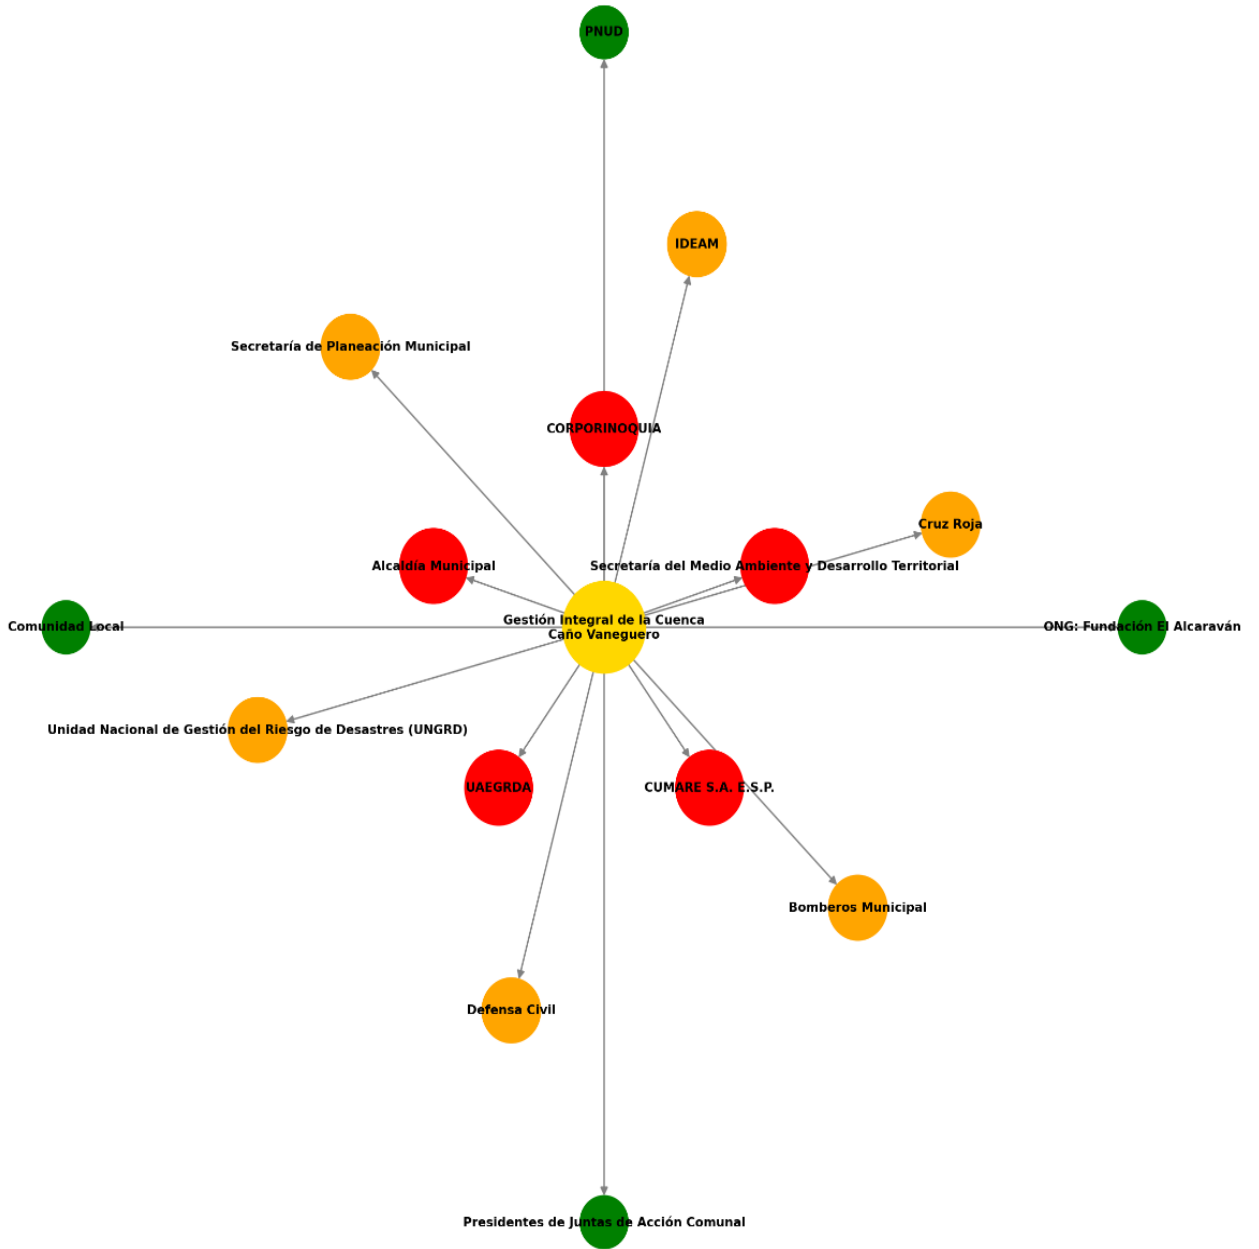 PNUD
IDEAM
Secretaría de Planeación Municipal
CORPORINOQUIA
Cruz Roja
Alcaldía Municipal
Secretaría del Medio Ambiente y Desarrollo Territorial
Gestión Integral de la Cuenca
Caño Vaneguero
Comunidad Local
ONG: Fundación El Alcaraván
Unidad Nacional de Gestión del Riesgo de Desastres (UNGRD)
UAEGRDA
CUMARE S.A. E.S.P.
Bomberos Municipal
Defensa Civil
Presidentes de Juntas de Acción Comunal